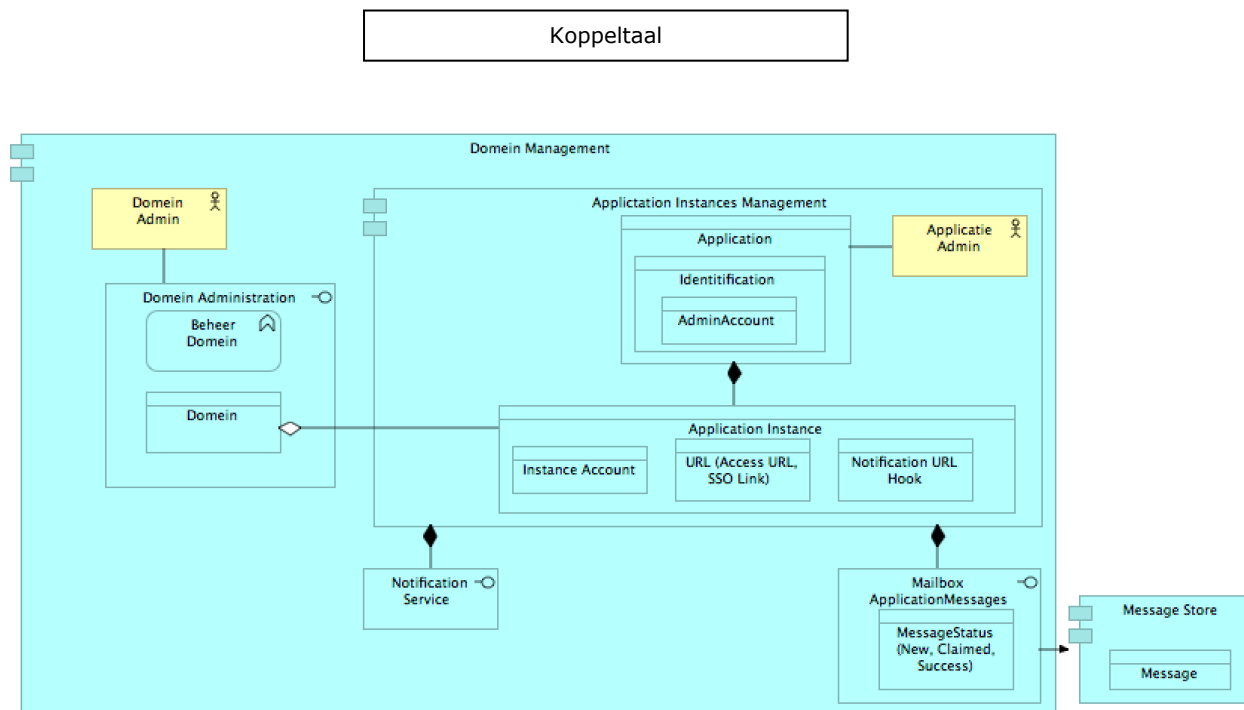 Koppeltaal
Domein Management
Domein
Admin
Domein Administration
Beheer
Domein
Domein
Applictation Instances Management
Application
Identitification
AdminAccount
Applicatie
Admin
Application Instance
Instance Account
URL (Access URL,
SSO Link)
Notification URL
Hook
Notification
Service
Mailbox
ApplicationMessages
MessageStatus
(New, Claimed,
Success)
Message Store
Message